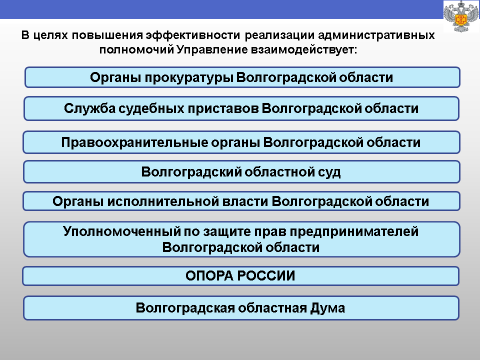 В целях повышения эффективности реализации административных
полномочий Управление взаимодействует:
Органы прокуратуры Волгоградской области
Служба судебных приставов Волгоградской области
Правоохранительные органы Волгоградской области
Волгоградский областной суд
Органы исполнительной власти Волгоградской области
Уполномоченный по защите прав предпринимателей
Волгоградской области
ОПОРА РОССИИ
Волгоградская областная Дума